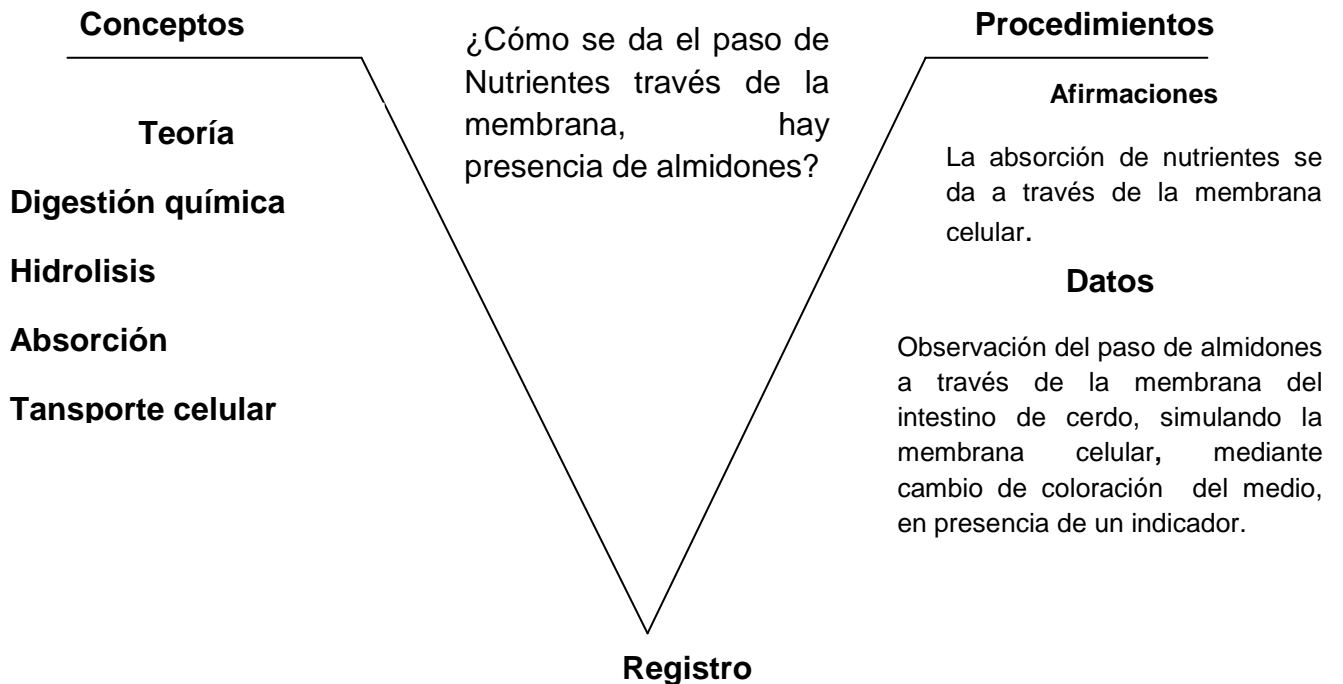 Conceptos
Teoría
Digestión química
Hidrolisis
Absorción
Tansporte celular
¿Cómo se da el paso de
Nutrientes través de la
membrana, hay
presencia de almidones?
Procedimientos
Afirmaciones
La absorción de nutrientes se
da a través de la membrana
celular.
Datos
Observación del paso de almidones
a través de la membrana del
intestino de cerdo, simulando la
membrana celular, mediante
cambio de coloración del medio,
en presencia de un indicador.
Registro